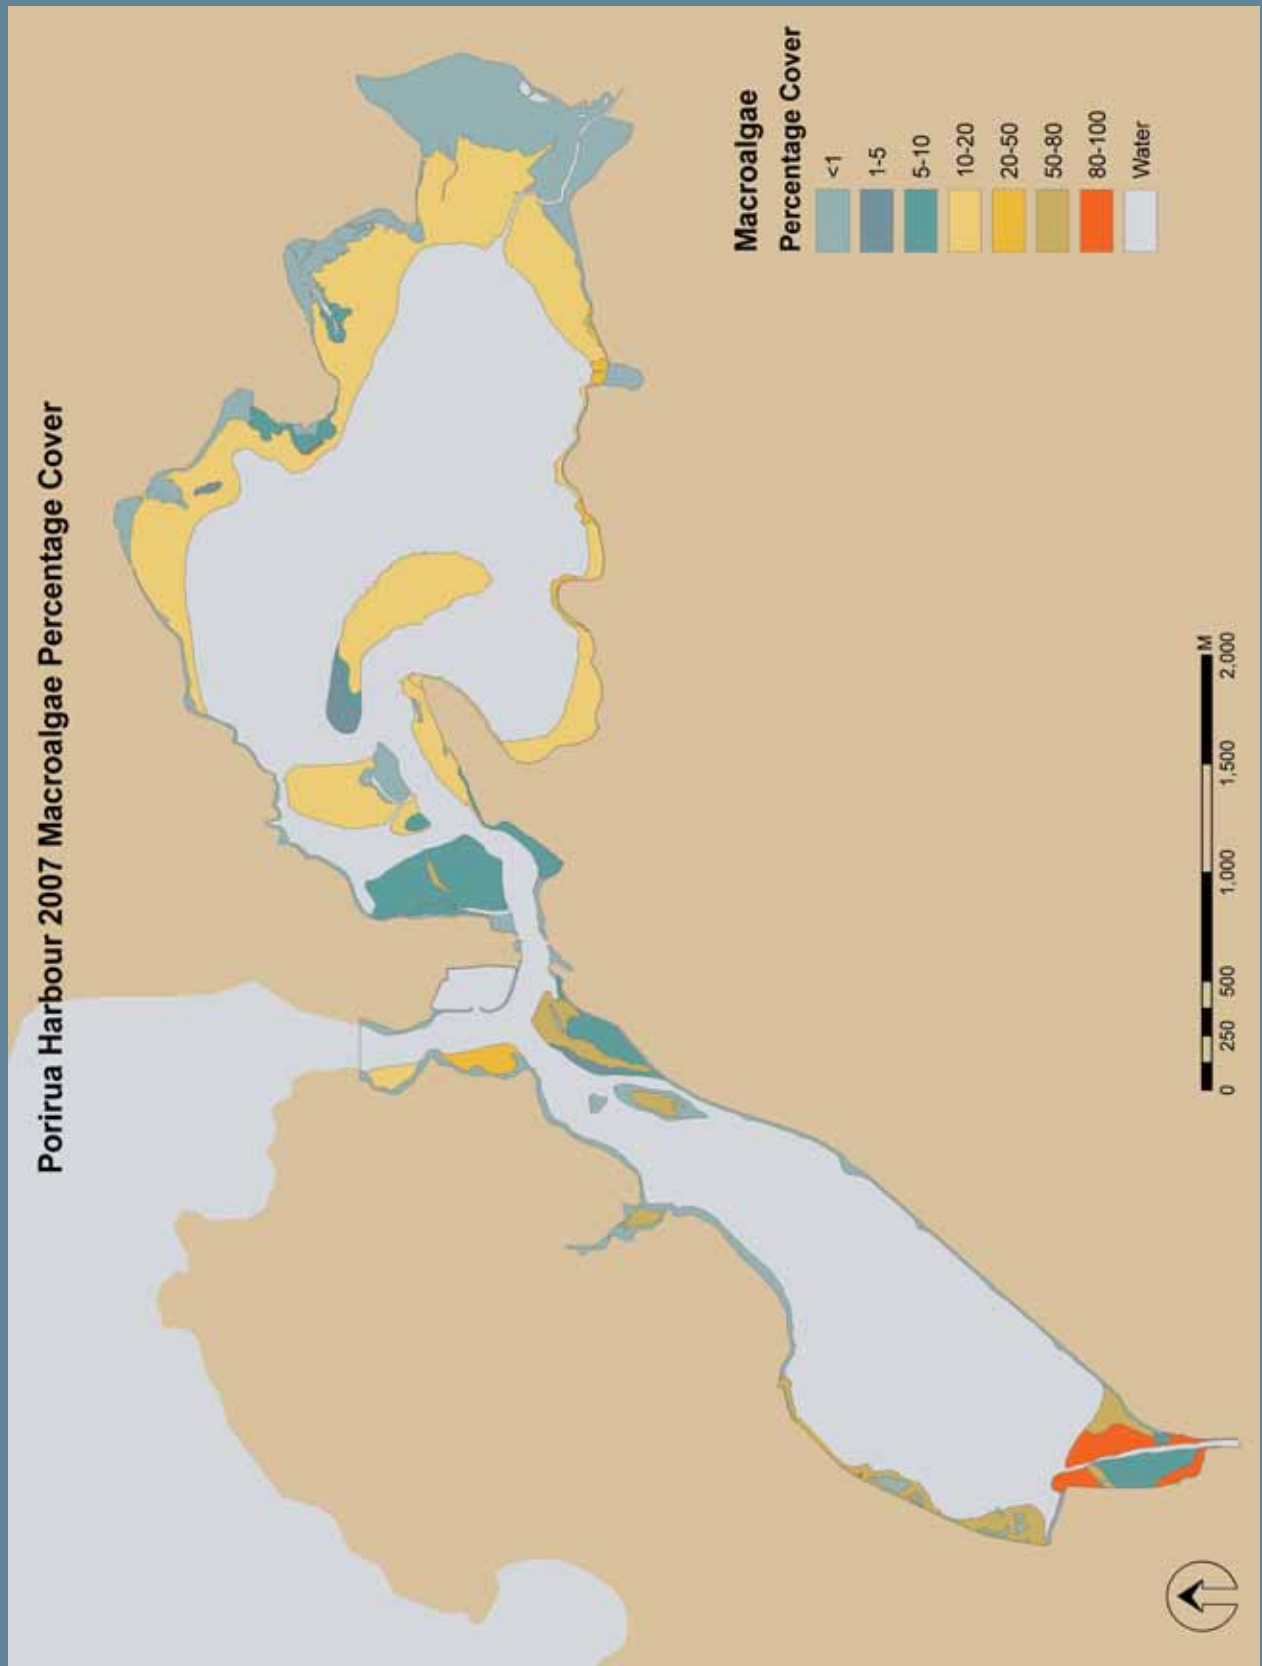 Porirua Harbour 2007 Macroalgae Percentage Cover
Macroalgae
Percentage Cover
<1
1-5
5-10
10-20
20-50
50-80
80-100
Water
0 250 500 1,000 1,500 2,000
M